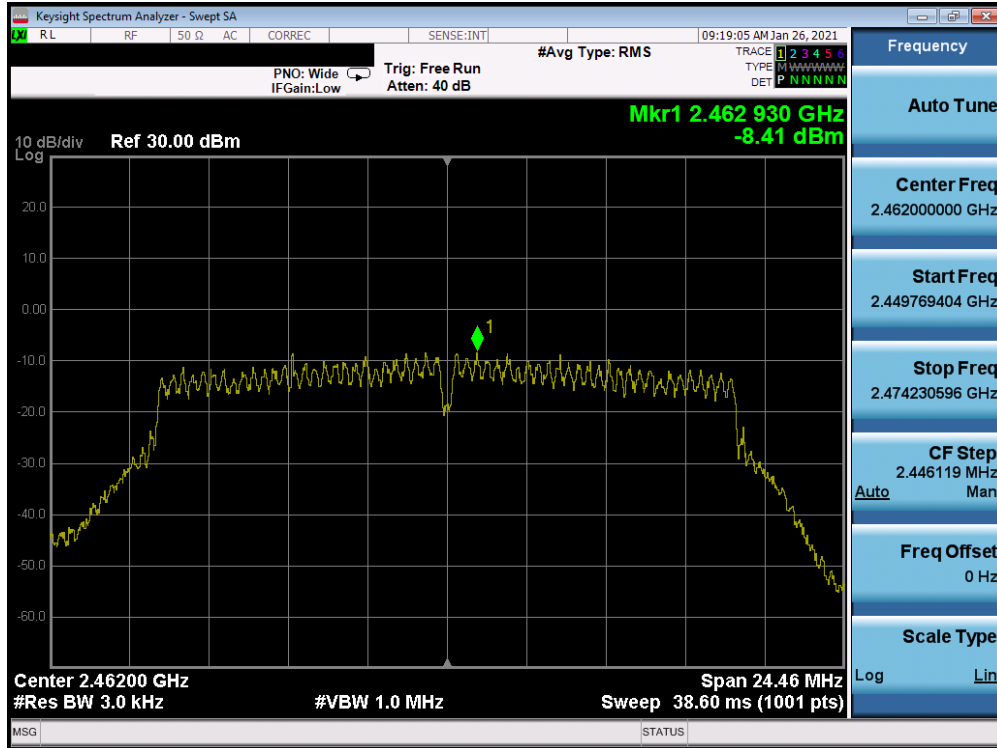 Keysight Spectrum Analyzer - Swept SA
LXI RL RF 50 Ω AC CORREC SENSE:INT 09:19:05 AM Jan 26, 2021
#Avg Type: RMS TRACE 1 2 3 4 5 6
PNO: Wide Trig: Free Run TYPE M WWWWW
IFGain:Low Atten: 40 dB DET P N N N N N
Mkr1 2.462 930 GHz
-8.41 dBm
10 dB/div Ref 30.00 dBm
Log
20.0
10.0
0.00
-10.0
-20.0
-30.0
-40.0
-50.0
-60.0
1
Center 2.46200 GHz Span 24.46 MHz
#Res BW 3.0 kHz #VBW 1.0 MHz Sweep 38.60 ms (1001 pts)
MSG STATUS
Frequency
Auto Tune
Center Freq
2.462000000 GHz
Start Freq
2.449769404 GHz
Stop Freq
2.474230596 GHz
CF Step
2.446119 MHz
Auto Man
Freq Offset
0 Hz
Scale Type
Log Lin